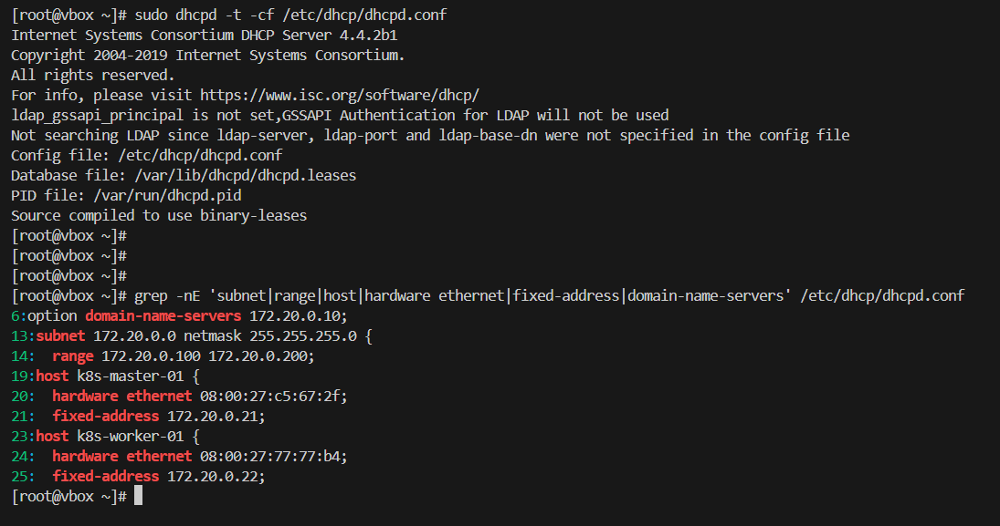 [root@vbox ~]# sudo dhcpd -t -cf /etc/dhcp/dhcpd.conf
Internet Systems Consortium DHCP Server 4.4.2b1
Copyright 2004-2019 Internet Systems Consortium.
All rights reserved.
For info, please visit https://www.isc.org/software/dhcp/
ldap_gssapi_principal is not set,GSSAPI Authentication for LDAP will not be used
Not searching LDAP since ldap-server, ldap-port and ldap-base-dn were not specified in the config file
Config file: /etc/dhcp/dhcpd.conf
Database file: /var/lib/dhcpd/dhcpd.leases
PID file: /var/run/dhcpd.pid
Source compiled to use binary-leases
[root@vbox ~]#
[root@vbox ~]#
[root@vbox ~]#
[root@vbox ~]# grep -nE 'subnet|range|host|hardware ethernet|fixed-address|domain-name-servers' /etc/dhcp/dhcpd.conf
6:option domain-name-servers 172.20.0.10;
13:subnet 172.20.0.0 netmask 255.255.255.0 {
14:  range 172.20.0.100 172.20.0.200;
19:host k8s-master-01 {
20:  hardware ethernet 08:00:27:c5:67:2f;
21:  fixed-address 172.20.0.21;
23:host k8s-worker-01 {
24:  hardware ethernet 08:00:27:77:77:b4;
25:  fixed-address 172.20.0.22;
[root@vbox ~]#